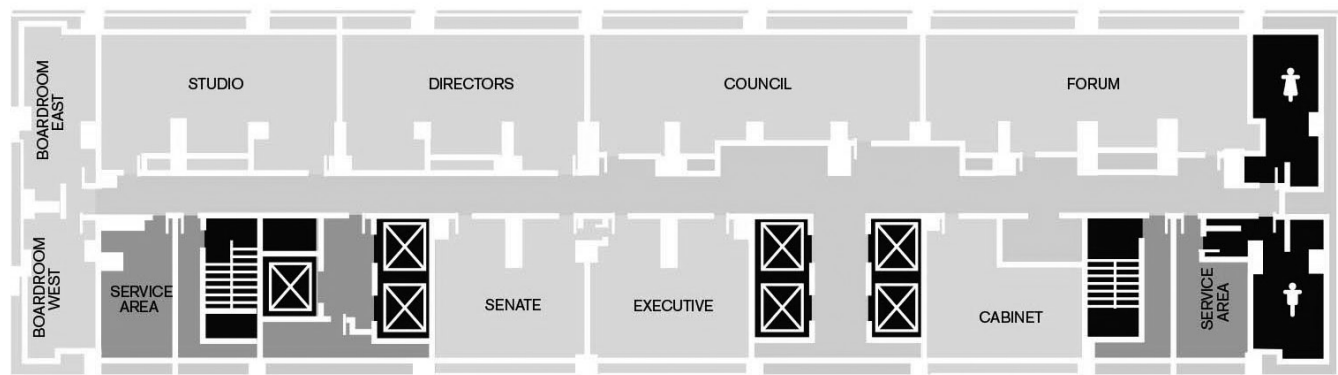 BOARDROOM
EAST
STUDIO
DIRECTORS
COUNCIL
FORUM
BOARDROOM
WEST
SERVICE
AREA
SENATE
EXECUTIVE
CABINET
SERVICE
AREA